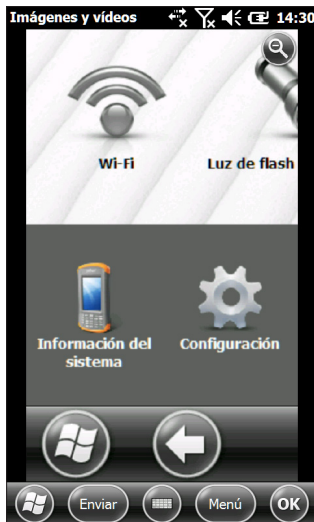 Imágenes y vídeos 14:30
Wi-Fi Luz de flash
Información del Configuración
sistema
Enviar Menú OK